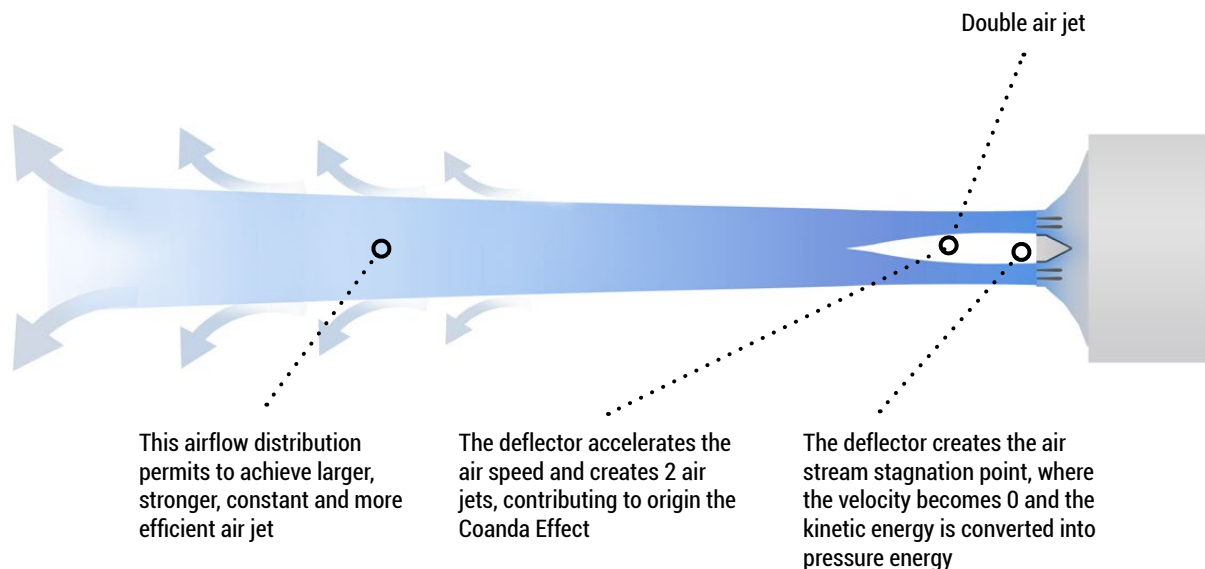 Double air jet
This airflow distribution
permits to achieve larger,
stronger, constant and more
efficient air jet
The deflector accelerates the
air speed and creates 2 air
jets, contributing to origin the
Coanda Effect
The deflector creates the air
stream stagnation point, where
the velocity becomes 0 and the
kinetic energy is converted into
pressure energy